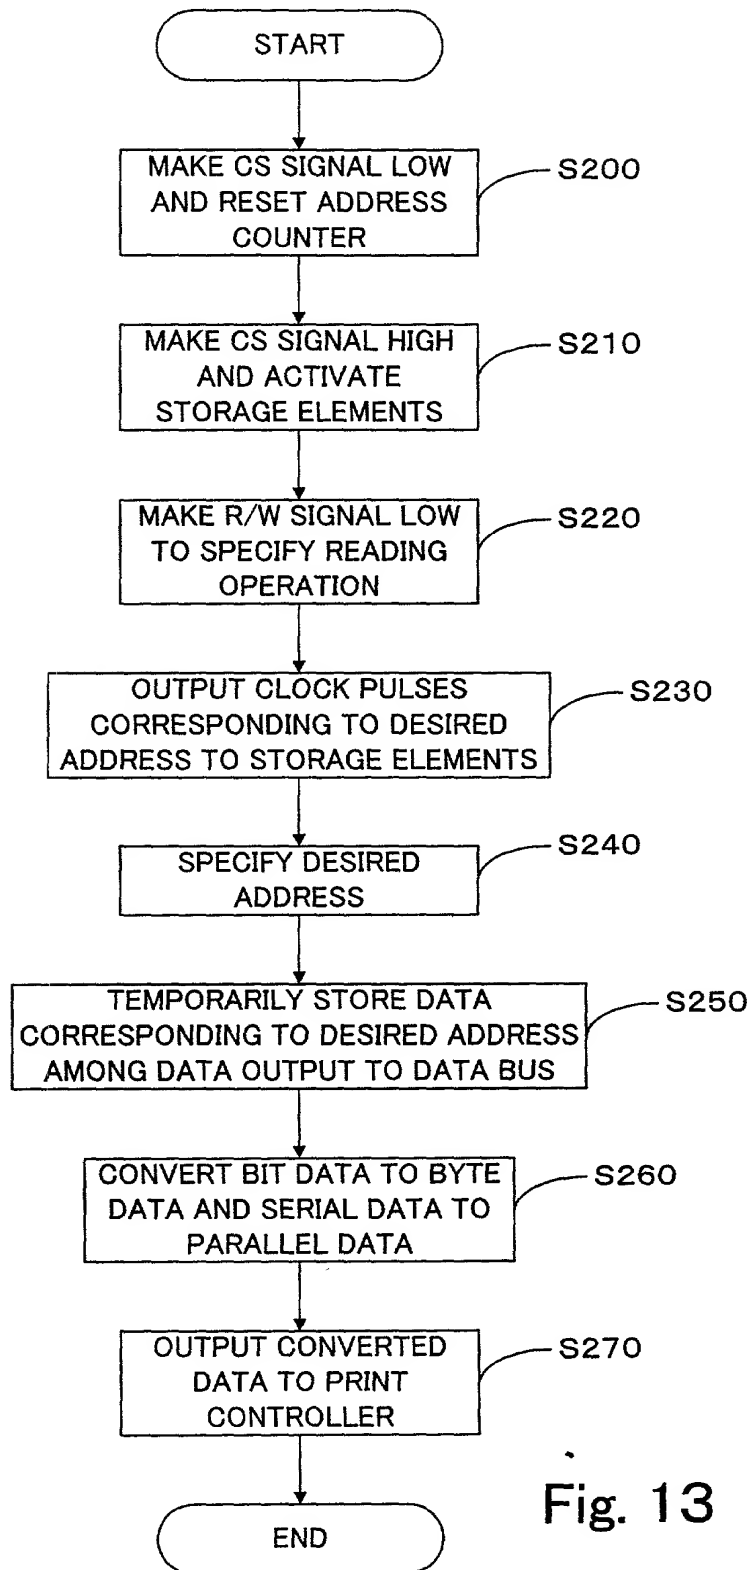 START
MAKE CS SIGNAL LOW
AND RESET ADDRESS
COUNTER
S200
MAKE CS SIGNAL HIGH
AND ACTIVATE
STORAGE ELEMENTS
S210
MAKE R/W SIGNAL LOW
TO SPECIFY READING
OPERATION
S220
OUTPUT CLOCK PULSES
CORRESPONDING TO DESIRED
ADDRESS TO STORAGE ELEMENTS
S230
SPECIFY DESIRED
ADDRESS
S240
TEMPORARILY STORE DATA
CORRESPONDING TO DESIRED ADDRESS
AMONG DATA OUTPUT TO DATA BUS
S250
CONVERT BIT DATA TO BYTE
DATA AND SERIAL DATA TO
PARALLEL DATA
S260
OUTPUT CONVERTED
DATA TO PRINT
CONTROLLER
S270
END
Fig. 13